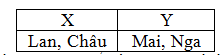 X Y
Lan, Châu Mai, Nga